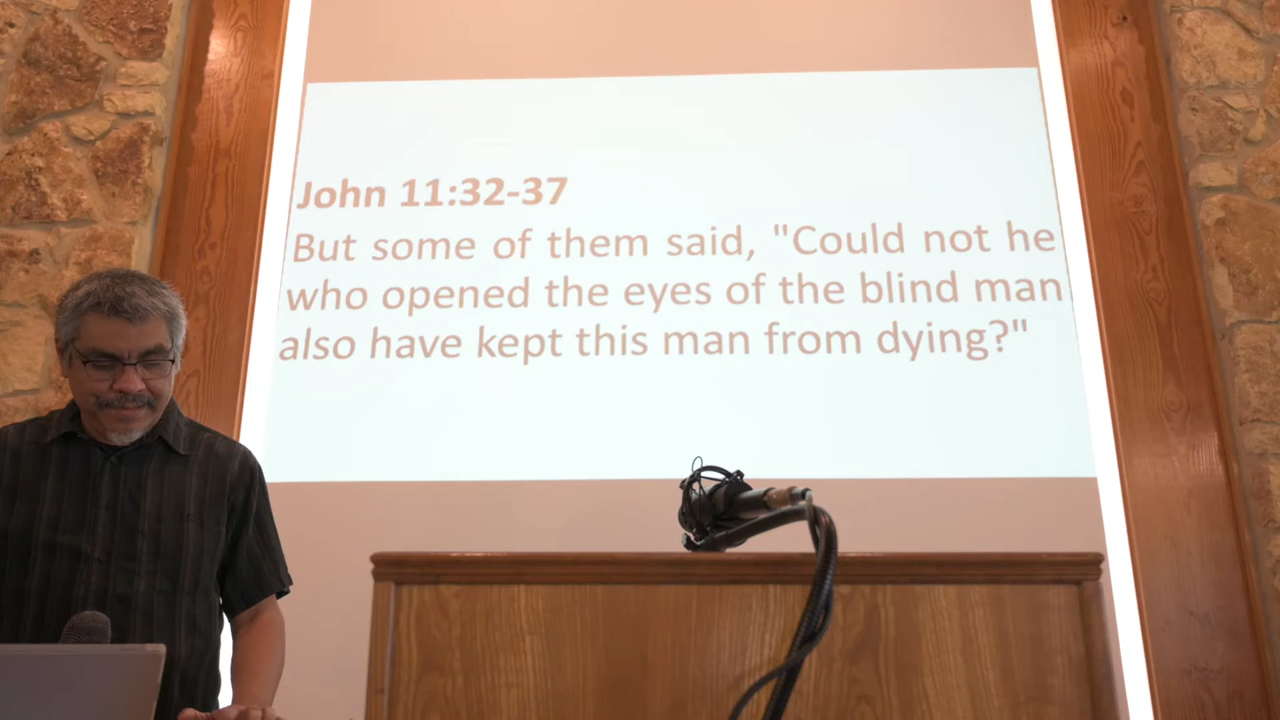 John 11:32-37
But some of them said, "Could not he
who opened the eyes of the blind man
also have kept this man from dying?"